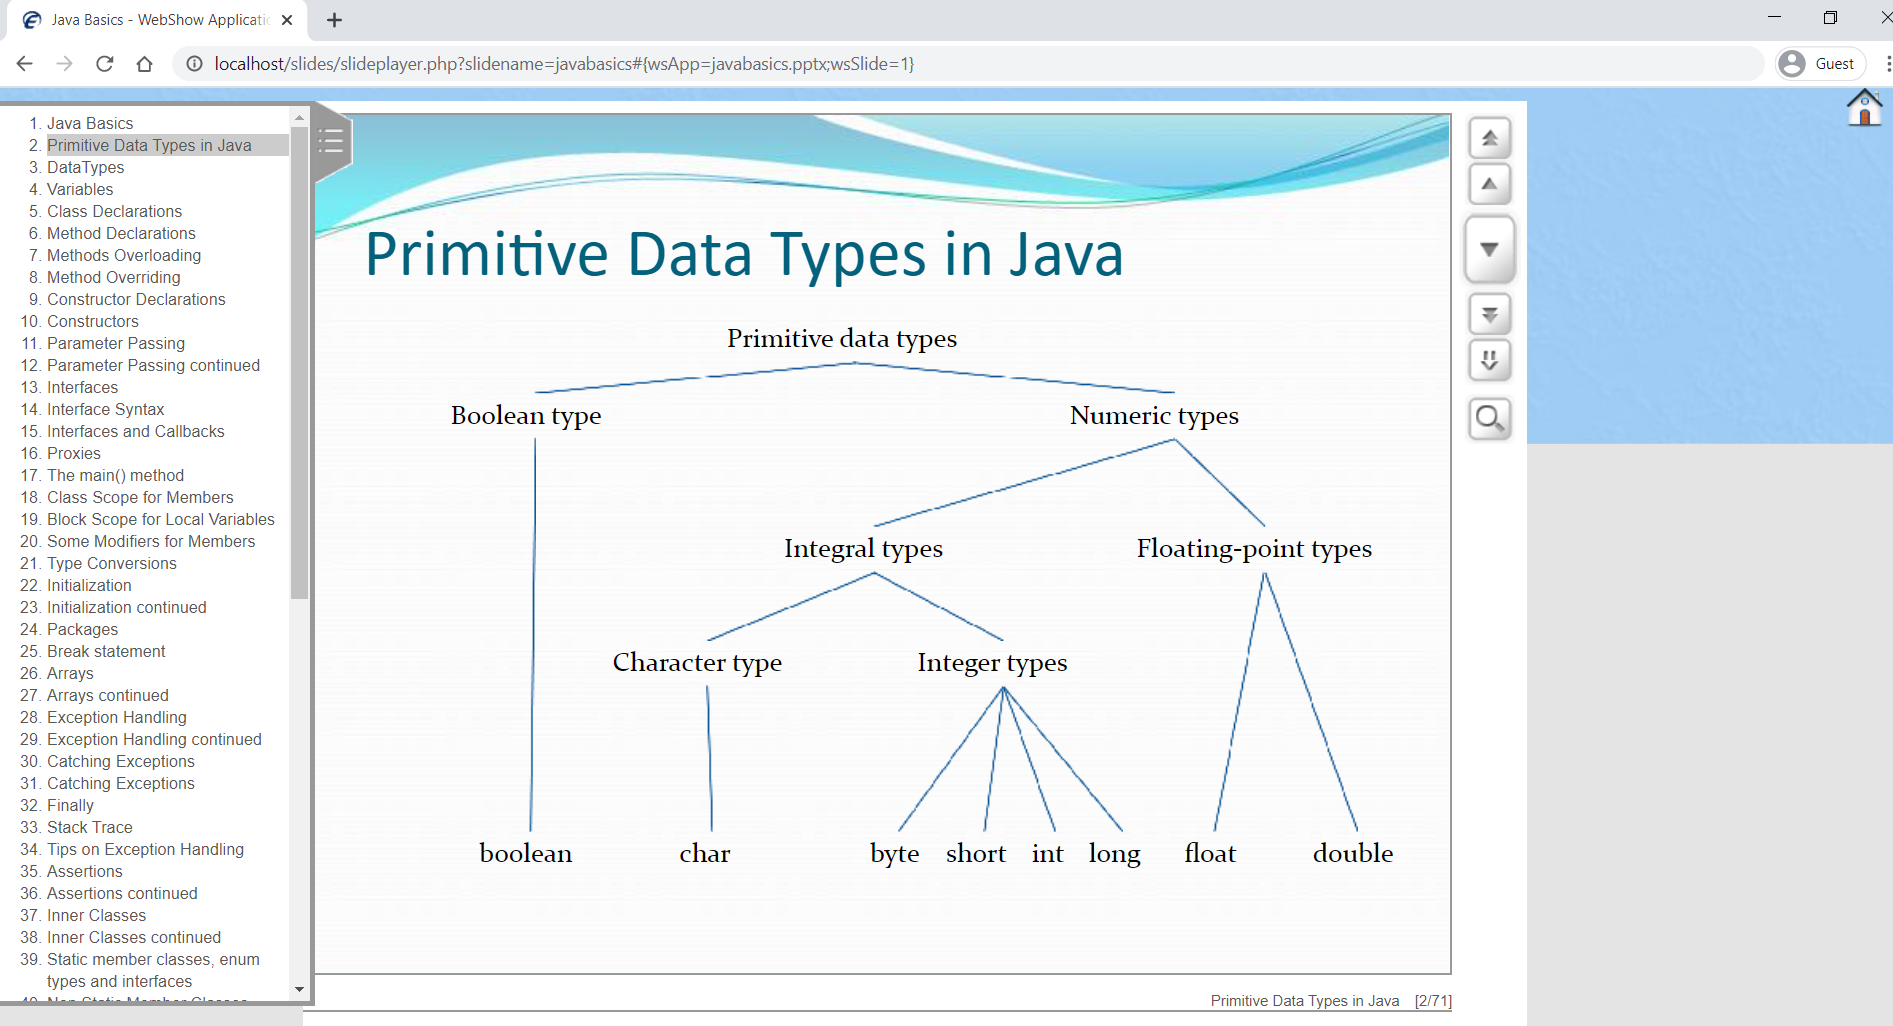 Java Basics - WebShow Applicatic
localhost/slides/slideplayer.php?slidename=javabasics#{wsApp=javabasics.pptx;wsSlide=1}
Guest
1. Java Basics
2. Primitive Data Types in Java
3. DataTypes
4. Variables
5. Class Declarations
6. Method Declarations
7. Methods Overloading
8. Method Overriding
9. Constructor Declarations
10. Constructors
11. Parameter Passing
12. Parameter Passing continued
13. Interfaces
14. Interface Syntax
15. Interfaces and Callbacks
16. Proxies
17. The main() method
18. Class Scope for Members
19. Block Scope for Local Variables
20. Some Modifiers for Members
21. Type Conversions
22. Initialization
23. Initialization continued
24. Packages
25. Break statement
26. Arrays
27. Arrays continued
28. Exception Handling
29. Exception Handling continued
30. Catching Exceptions
31. Catching Exceptions
32. Finally
33. Stack Trace
34. Tips on Exception Handling
35. Assertions
36. Assertions continued
37. Inner Classes
38. Inner Classes continued
39. Static member classes, enum
types and interfaces
40. Non Static Member Classes
Primitive Data Types in Java
Primitive data types
Boolean type Numeric types
Integral types Floating-point types
Character type Integer types
boolean char byte short int long float double
Primitive Data Types in Java [2/71]